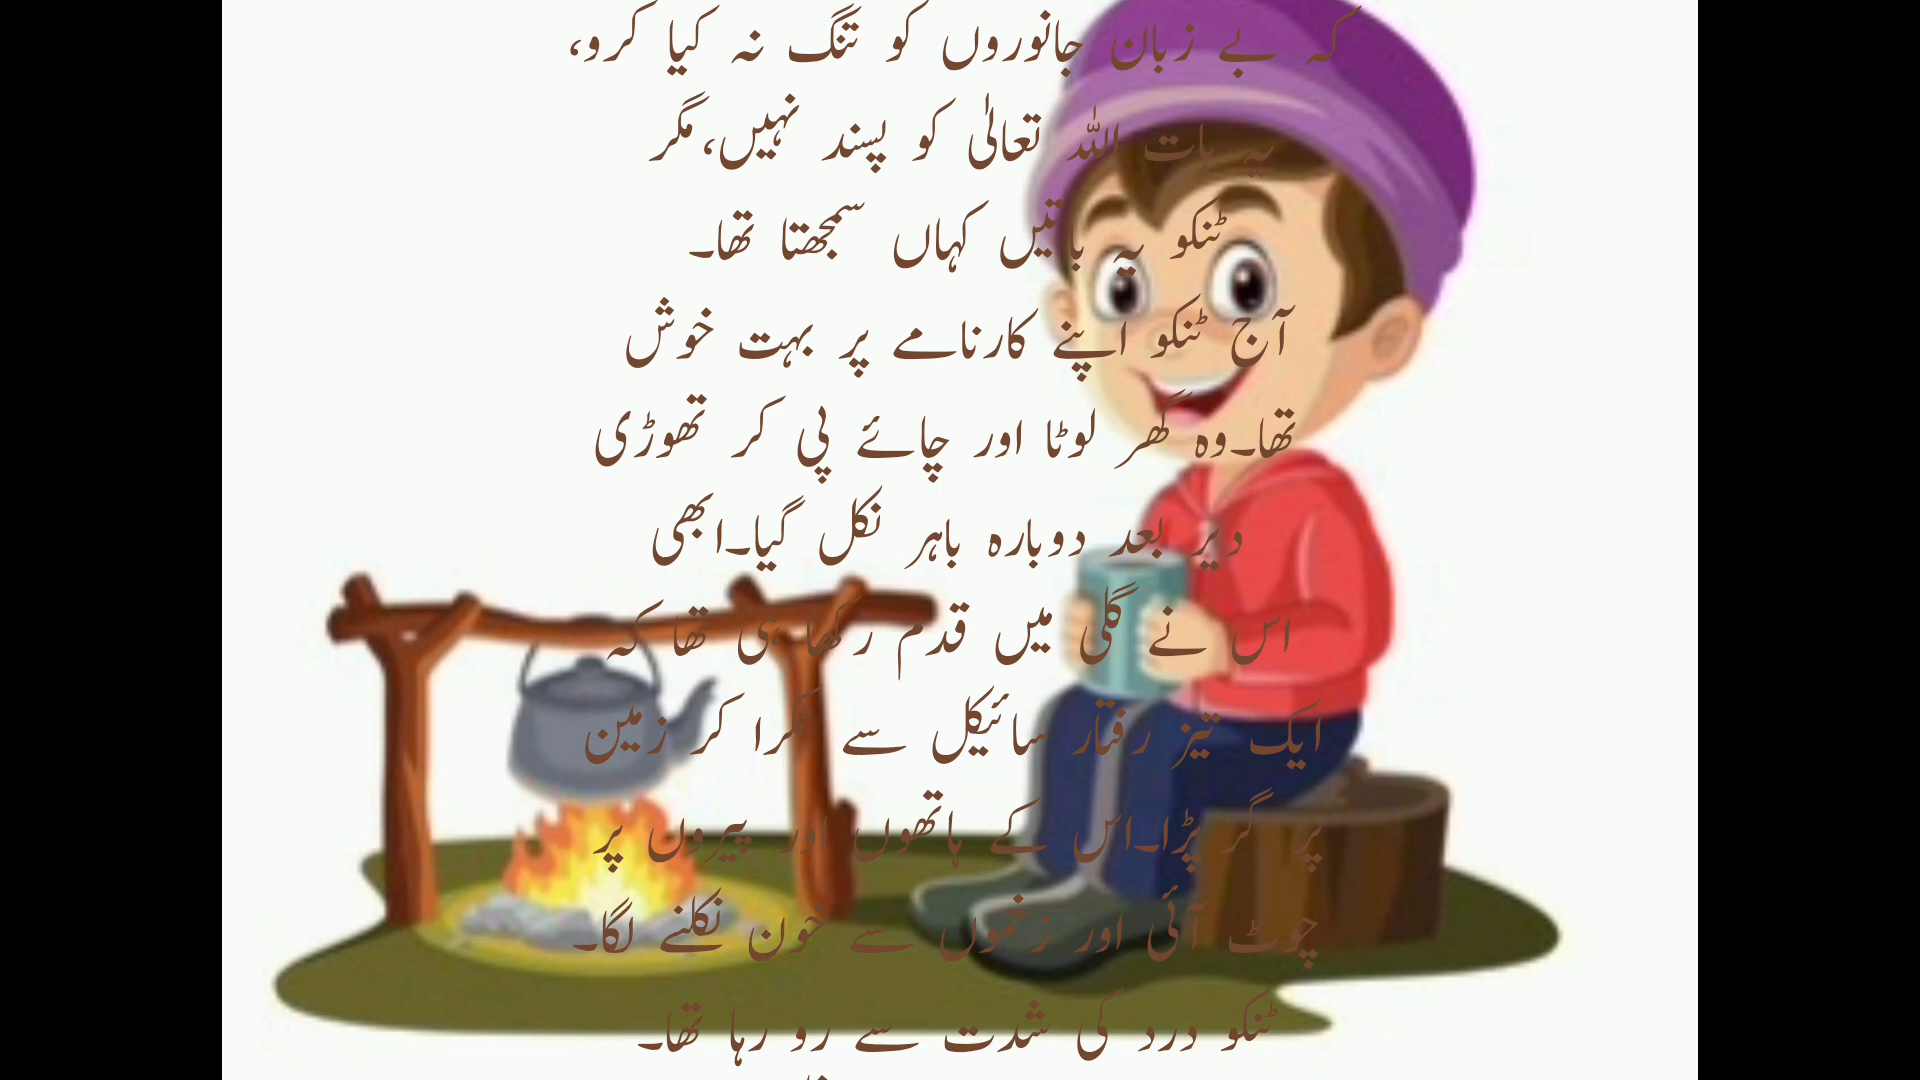 کہ بے زبان جانوروں کو تنگ نہ کیا کرو،
یہ بات اللہ تعالیٰ کو پسند نہیں، مگر
ٹنکو یہ باتیں کہاں سمجھتا تھا۔
آج ٹنکو اپنے کارنامے پر بہت خوش
تھا۔وہ گھر لوٹا اور چائے پی کر تھوڑی
دیر بعد دوبارہ باہر نکل گیا۔ابھی
اس نے گلی میں قدم رکھا ہی تھا کہ
ایک تیز رفتار سائیکل سے ٹکرا کر زمین
پر گر پڑا۔اس کے ہاتھوں اور پیروں پر
چوٹ آئی اور زخموں سے خون نکلنے لگا۔
ٹنکو درد کی شدت سے رو رہا تھا۔